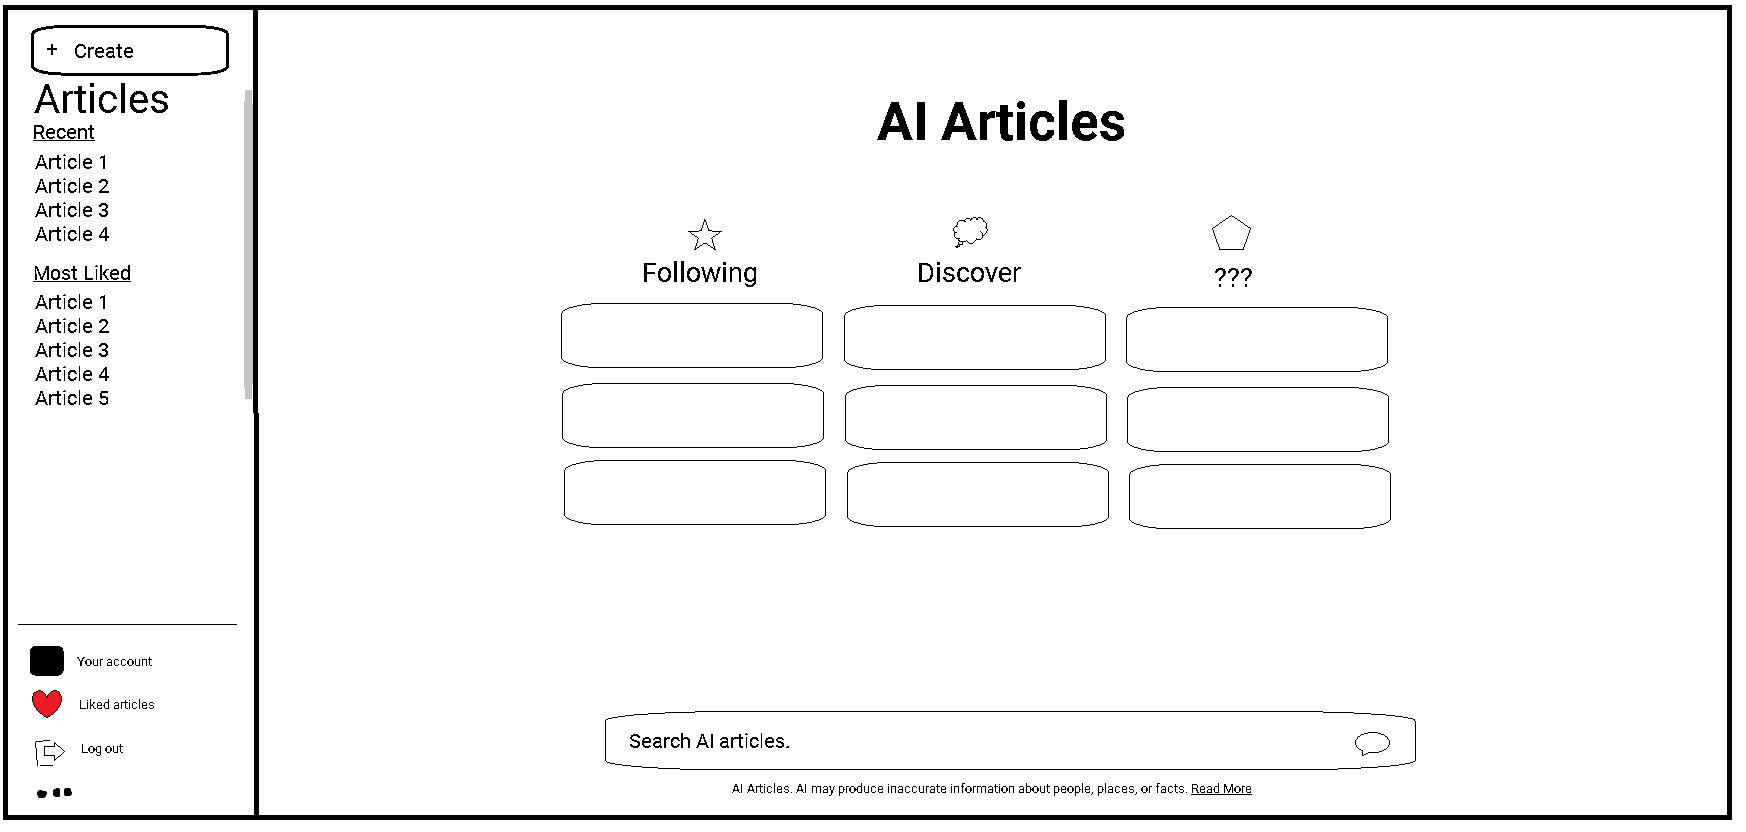 + Create
Articles
Recent
Article 1
Article 2
Article 3
Article 4
Most Liked
Article 1
Article 2
Article 3
Article 4
Article 5
Your account
Liked articles
Log out
AI Articles
Following
Discover
???
Search AI articles.
AI Articles. AI may produce inaccurate information about people, places, or facts. Read More